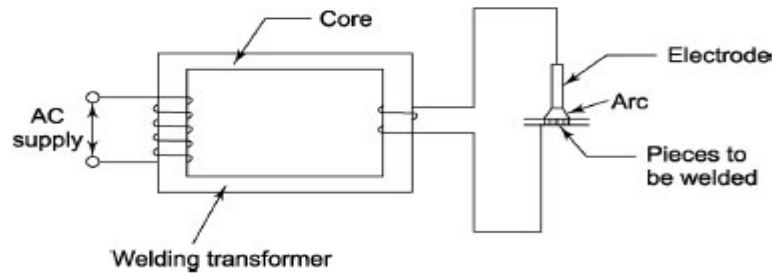 Core
Electrode
Arc
AC
supply
Pieces to
be welded
Welding transformer